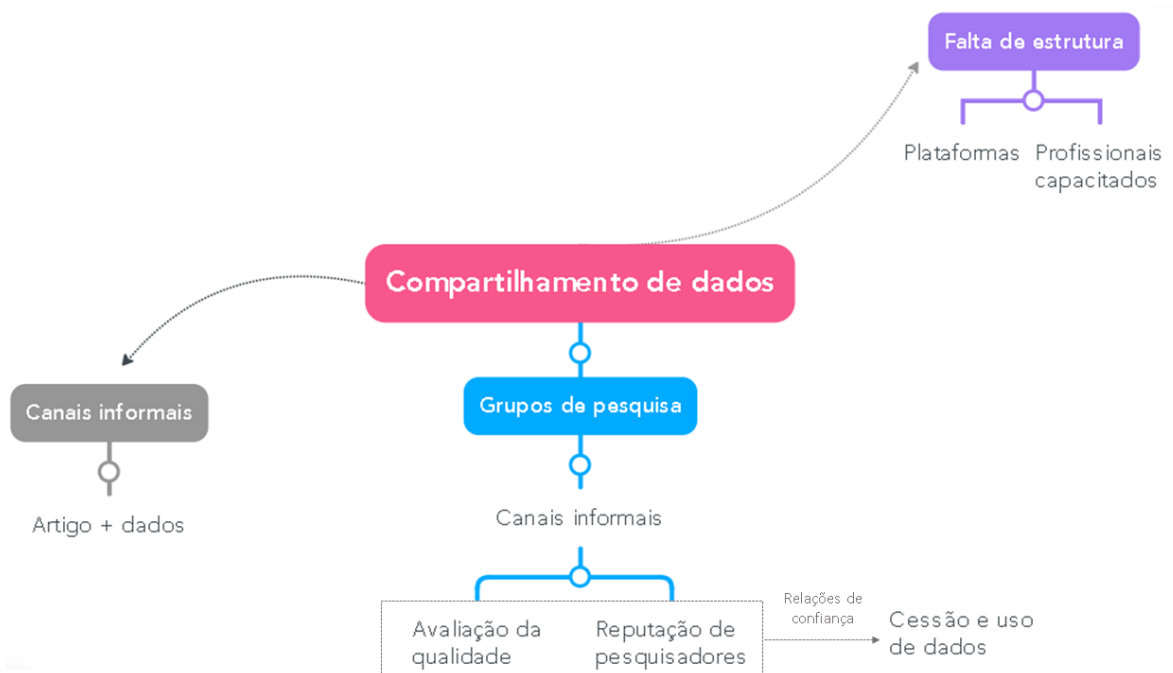 Falta de estrutura
Plataformas
Profissionais
capacitados
Compartilhamento de dados
Canais informais
Artigo + dados
Grupos de pesquisa
Canais informais
Avaliação da
qualidade
Reputação de
pesquisadores
Relações de
confiança
Cessão e uso
de dados